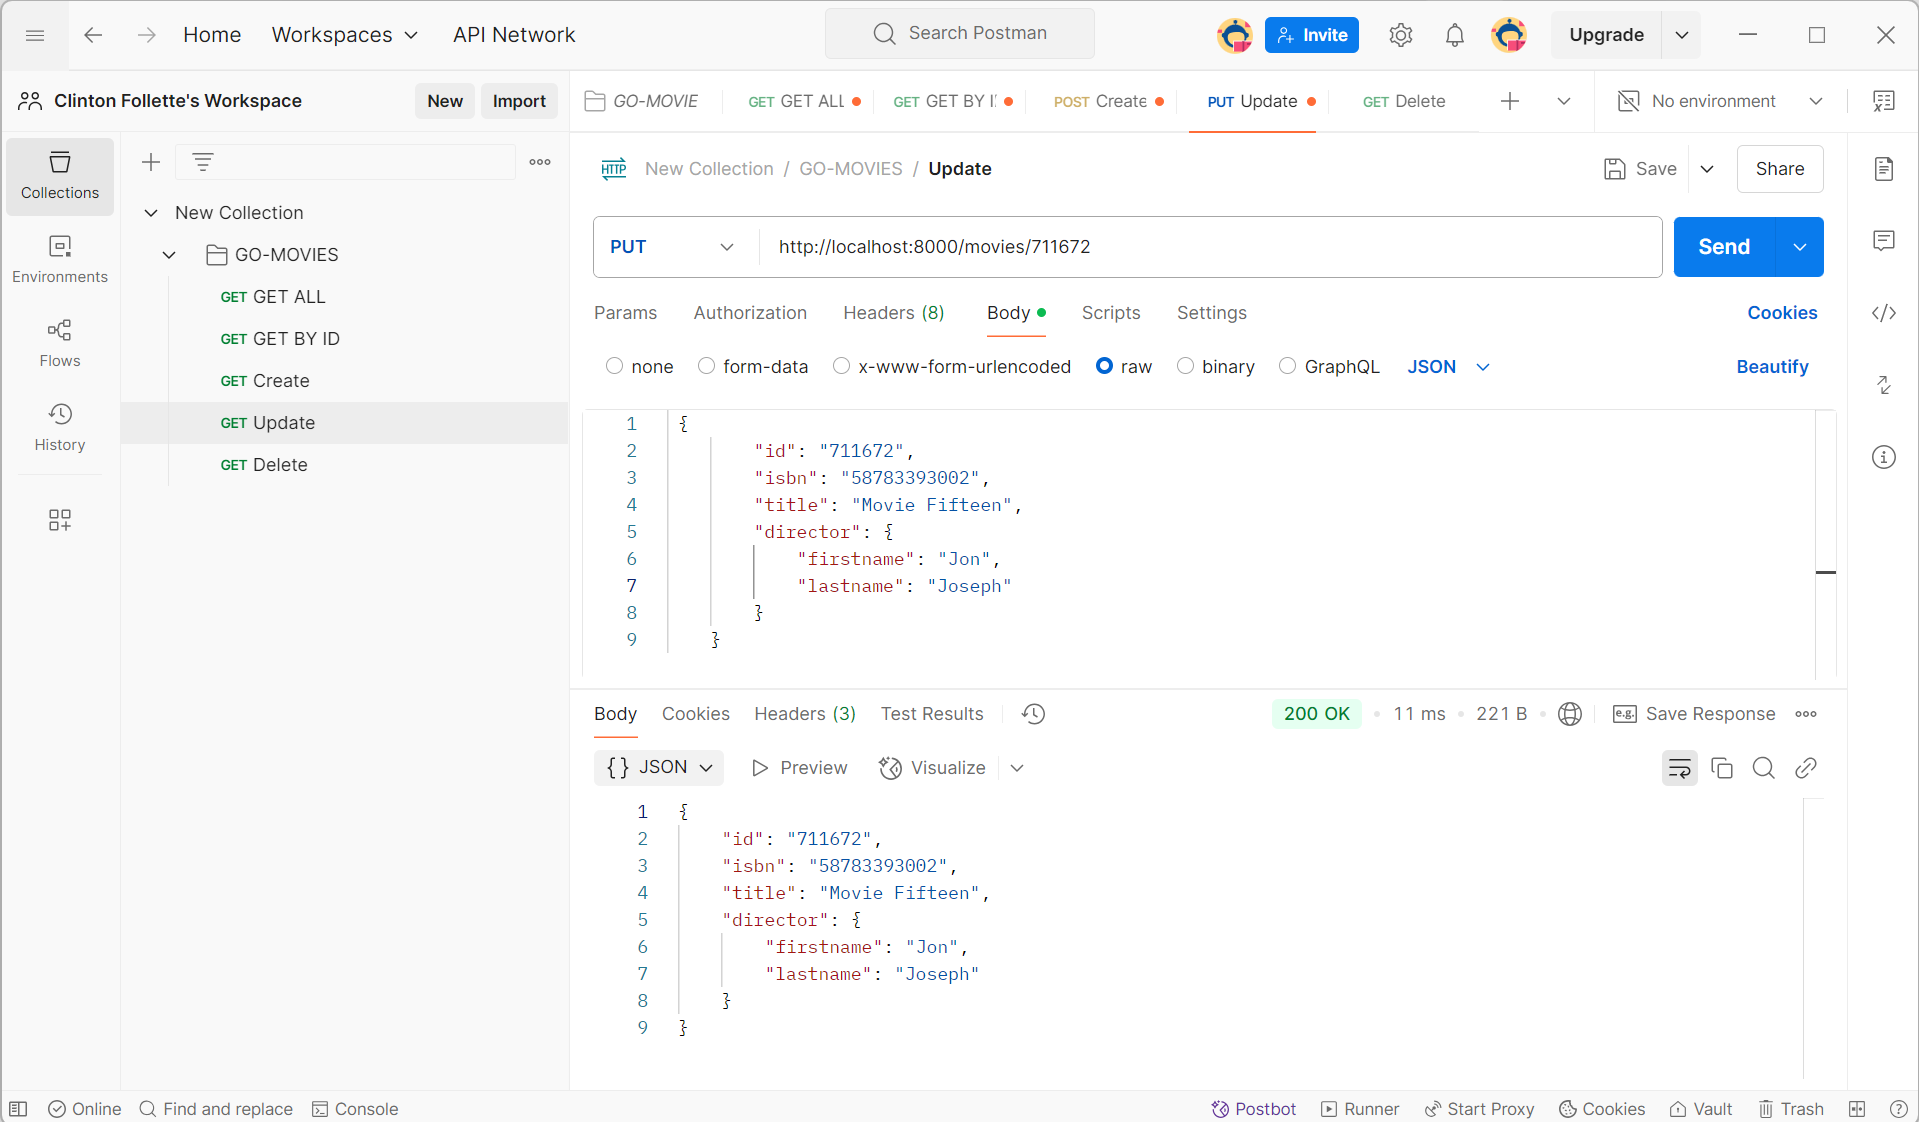 Home Workspaces API Network Search Postman Invite Upgrade
Clinton Follette's Workspace New Import GO-MOVIE GET GET ALL GET GET BY I POST Create PUT Update GET Delete No environment
Collections
Environments
Flows
History
New Collection
GO-MOVIES
GET GET ALL
GET GET BY ID
GET Create
GET Update
GET Delete
HTTP New Collection / GO-MOVIES / Update Save Share
PUT http://localhost:8000/movies/711672 Send
Params Authorization Headers (8) Body Scripts Settings Cookies
none form-data x-www-form-urlencoded raw binary GraphQL JSON Beautify
1 {
2 "id": "711672",
3 "isbn": "58783393002",
4 "title": "Movie Fifteen",
5 "director": {
6 "firstname": "Jon",
7 "lastname": "Joseph"
8 }
9 }
Body Cookies Headers (3) Test Results 200 OK 11 ms 221 B e.g. Save Response
{} JSON Preview Visualize
1 {
2 "id": "711672",
3 "isbn": "58783393002",
4 "title": "Movie Fifteen",
5 "director": {
6 "firstname": "Jon",
7 "lastname": "Joseph"
8 }
9 }
Online Find and replace Console Postbot Runner Start Proxy Cookies Vault Trash